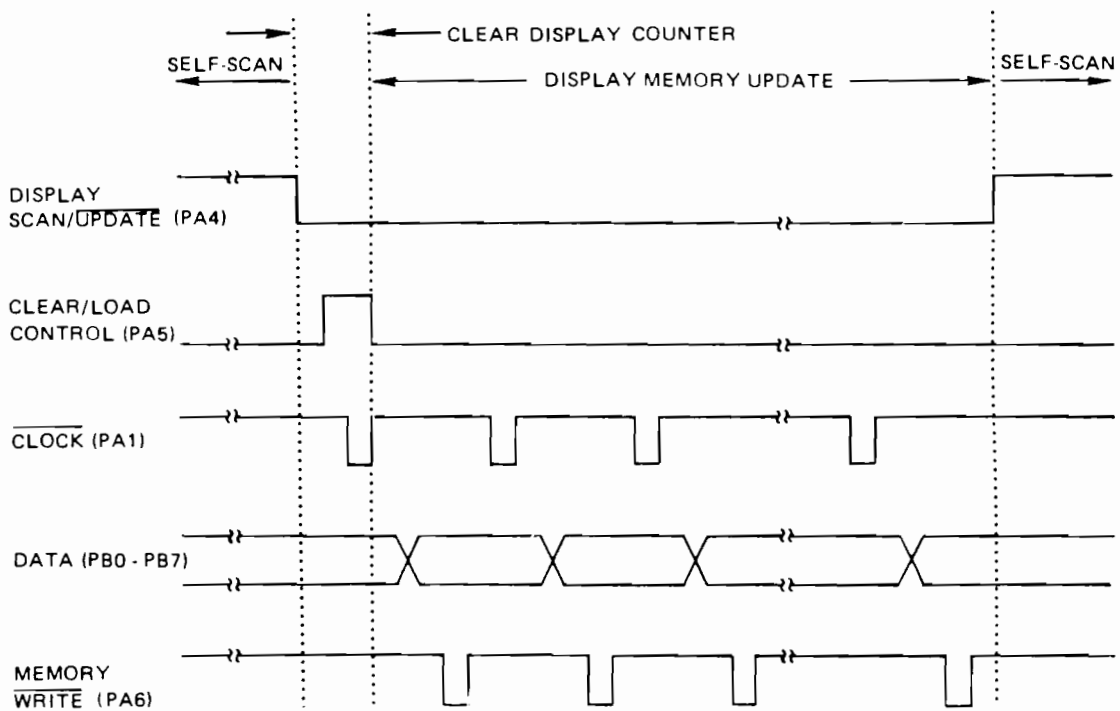 CLEAR DISPLAY COUNTER
SELF-SCAN
DISPLAY MEMORY UPDATE
SELF-SCAN
DISPLAY
SCAN/UPDATE (PA4)
CLEAR/LOAD
CONTROL (PA5)
CLOCK (PA1)
DATA (PB0 - PB7)
MEMORY
WRITE (PA6)